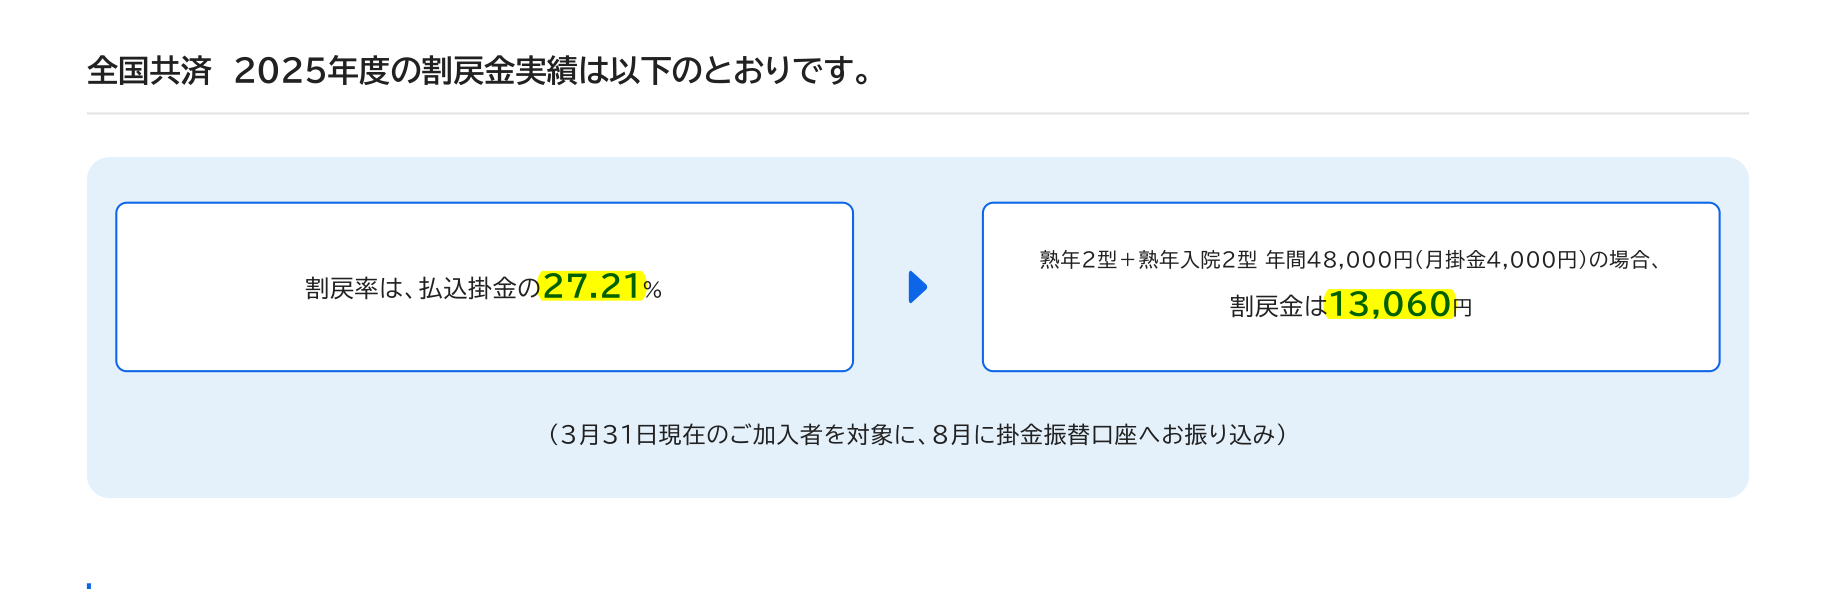 全国共済 2025年度の割戻金実績は以下のとおりです。
割戻率は、払込掛金の27.21%
熟年2型＋熟年入院2型 年間48,000円（月掛金4,000円）の場合、
割戻金は13,060円
（3月31日現在のご加入者を対象に、8月に掛金振替口座へお振り込み）